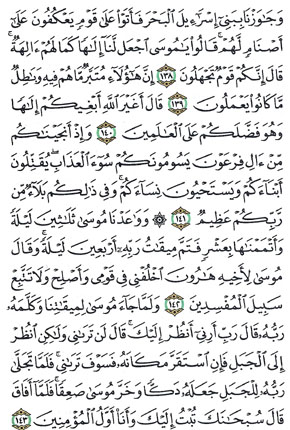 وَجَٰوَزْنَا بِبَنِىٓ إِسْرَٰٓءِيلَ ٱلْبَحْرَ فَأَتَوْا۟ عَلَىٰ قَوْمٍ يَعْكُفُونَ عَلَىٰٓ
أَصْنَامٍ لَّهُمْ ۚ قَالُوا۟ يَٰمُوسَى ٱجْعَل لَّنَآ إِلَٰهًا كَمَا لَهُمْ ءَالِهَةٌ ۚ
قَالَ إِنَّكُمْ قَوْمٌ تَجْهَلُونَ ١٣٨ إِنَّ هَٰٓؤُلَآءِ مُتَبَّرٌ مَّا هُمْ فِيهِ وَبَٰطِلٌ
مَّا كَانُوا۟ يَعْمَلُونَ ١٣٩ قَالَ أَغَيْرَ ٱللَّهِ أَبْغِيكُمْ إِلَٰهًا
وَهُوَ فَضَّلَكُمْ عَلَى ٱلْعَٰلَمِينَ ١٤٠ وَإِذْ أَنجَيْنَٰكُم
مِّنْ ءَالِ فِرْعَوْنَ يَسُومُونَكُمْ سُوٓءَ ٱلْعَذَابِ ۖ يُقَتِّلُونَ
أَبْنَآءَكُمْ وَيَسْتَحْيُونَ نِسَآءَكُمْ ۚ وَفِى ذَٰلِكُم بَلَآءٌ مِّن
رَّبِّكُمْ عَظِيمٌ ١٤١ ۞ وَوَٰعَدْنَا مُوسَىٰ ثَلَٰثِينَ لَيْلَةً
وَأَتْمَمْنَٰهَا بِعَشْرٍ فَتَمَّ مِيقَٰتُ رَبِّهِۦٓ أَرْبَعِينَ لَيْلَةً ۚ وَقَالَ
مُوسَىٰ لِأَخِيهِ هَٰرُونَ ٱخْلُفْنِى فِى قَوْمِى وَأَصْلِحْ وَلَا تَتَّبِعْ
سَبِيلَ ٱلْمُفْسِدِينَ ١٤٢ وَلَمَّا جَآءَ مُوسَىٰ لِمِيقَٰتِنَا وَكَلَّمَهُۥ
رَبُّهُۥ قَالَ رَبِّ أَرِنِىٓ أَنظُرْ إِلَيْكَ ۚ قَالَ لَن تَرَىٰنِى وَلَٰكِنِ ٱنظُرْ
إِلَى ٱلْجَبَلِ فَإِنِ ٱسْتَقَرَّ مَكَانَهُۥ فَسَوْفَ تَرَىٰنِى ۚ فَلَمَّا تَجَلَّىٰ
رَبُّهُۥ لِلْجَبَلِ جَعَلَهُۥ دَكًّا وَخَرَّ مُوسَىٰ صَعِقًا ۚ فَلَمَّآ أَفَاقَ
قَالَ سُبْحَٰنَكَ تُبْتُ إِلَيْكَ وَأَنَا۠ أَوَّلُ ٱلْمُؤْمِنِينَ ١٤٣